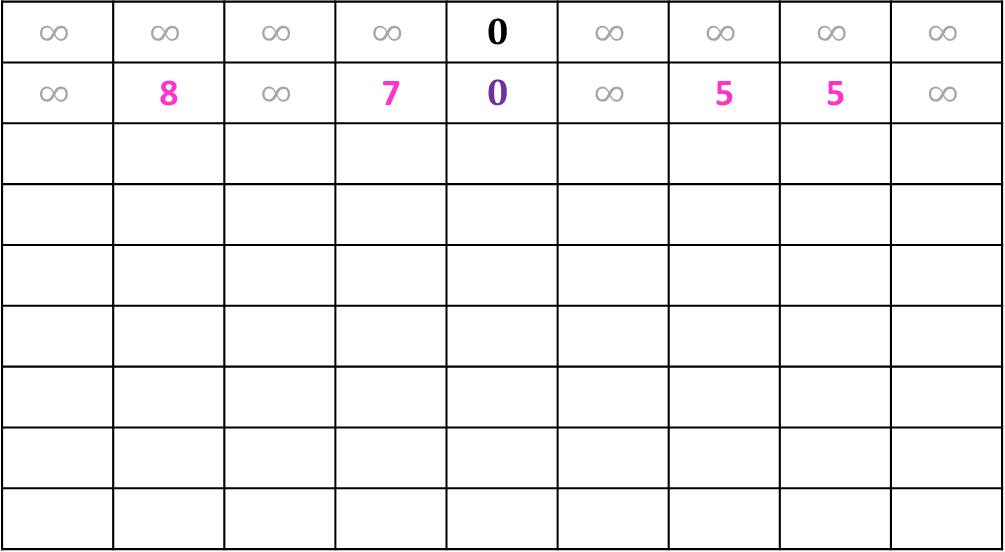 ∞ ∞ ∞ ∞ 0 ∞ ∞ ∞ ∞
∞ 8 ∞ 7 0 ∞ 5 5 ∞